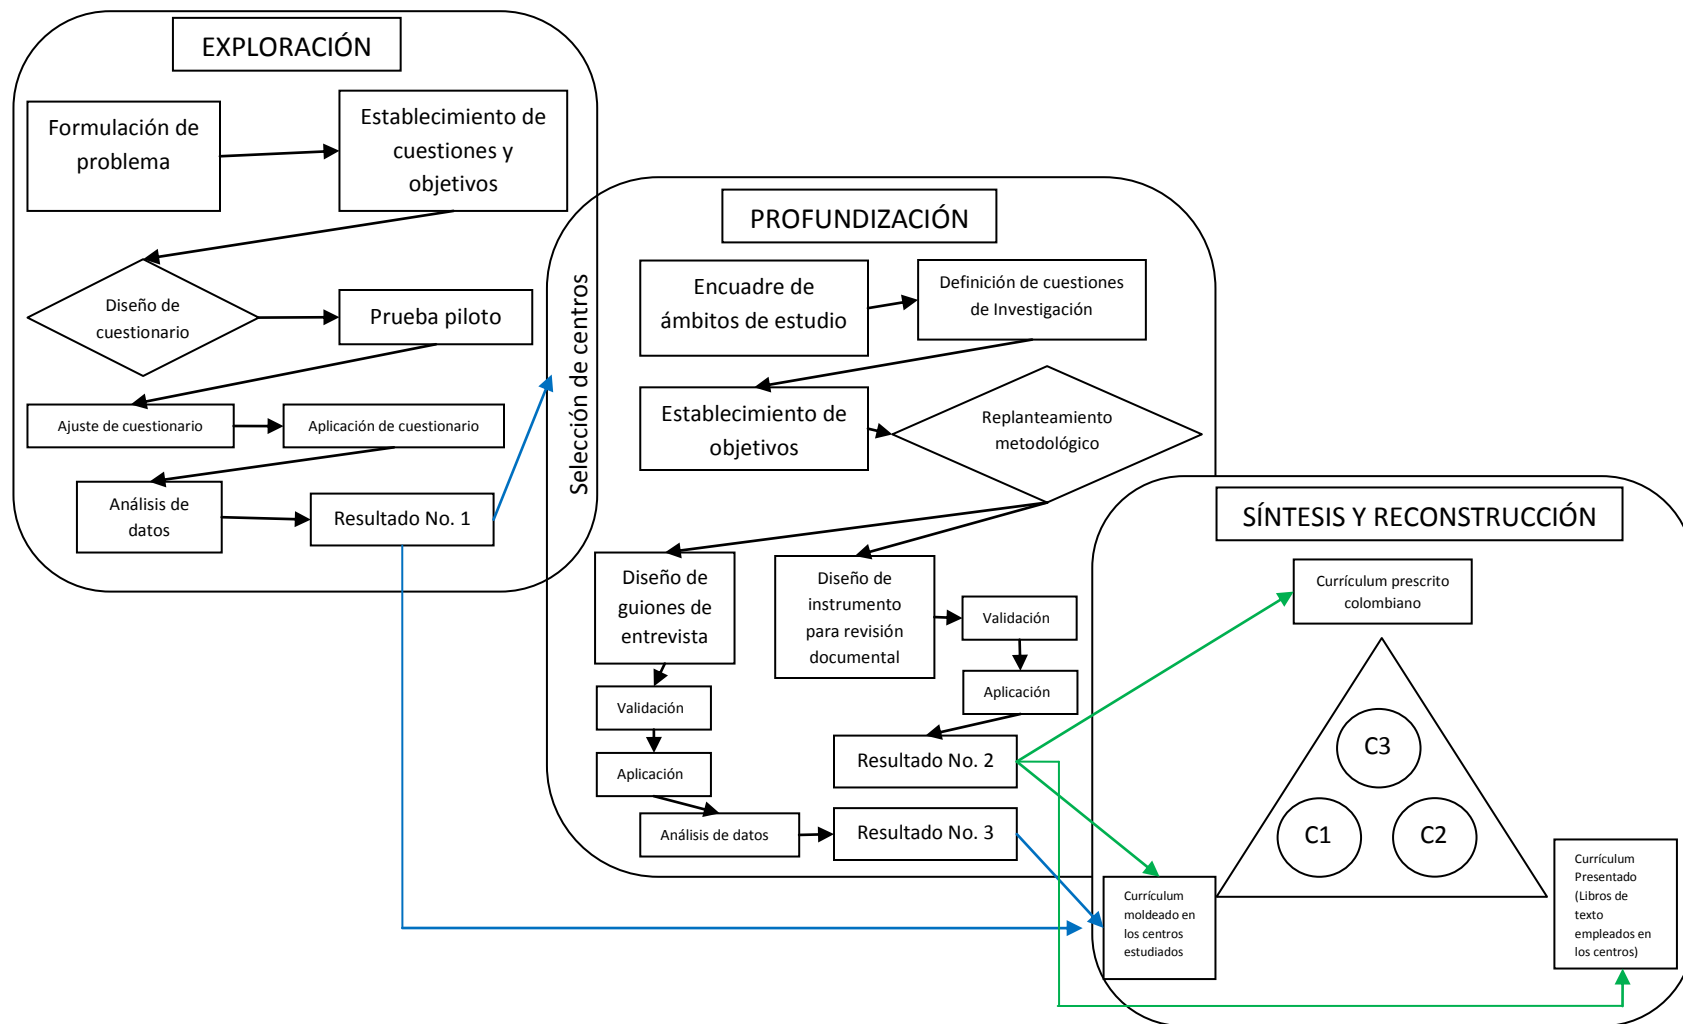 EXPLORACIÓN
Formulación de
problema
Establecimiento de
cuestiones y
objetivos
Diseño de
cuestionario
Prueba piloto
Ajuste de cuestionario
Aplicación de cuestionario
Análisis de
datos
Resultado No. 1
Selección de centros
PROFUNDIZACIÓN
Encuadre de
ámbitos de estudio
Definición de cuestiones
de Investigación
Establecimiento de
objetivos
Replanteamiento
metodológico
Diseño de
guiones de
entrevista
Validación
Aplicación
Análisis de datos
Resultado No. 3
Diseño de
instrumento
para revisión
documental
Validación
Aplicación
Resultado No. 2
SÍNTESIS Y RECONSTRUCCIÓN
Currículum prescrito
colombiano
C3
C1
C2
Currículum
moldeado en
los centros
estudiados
Currículum
Presentado
(Libros de
texto
empleados en
los centros)